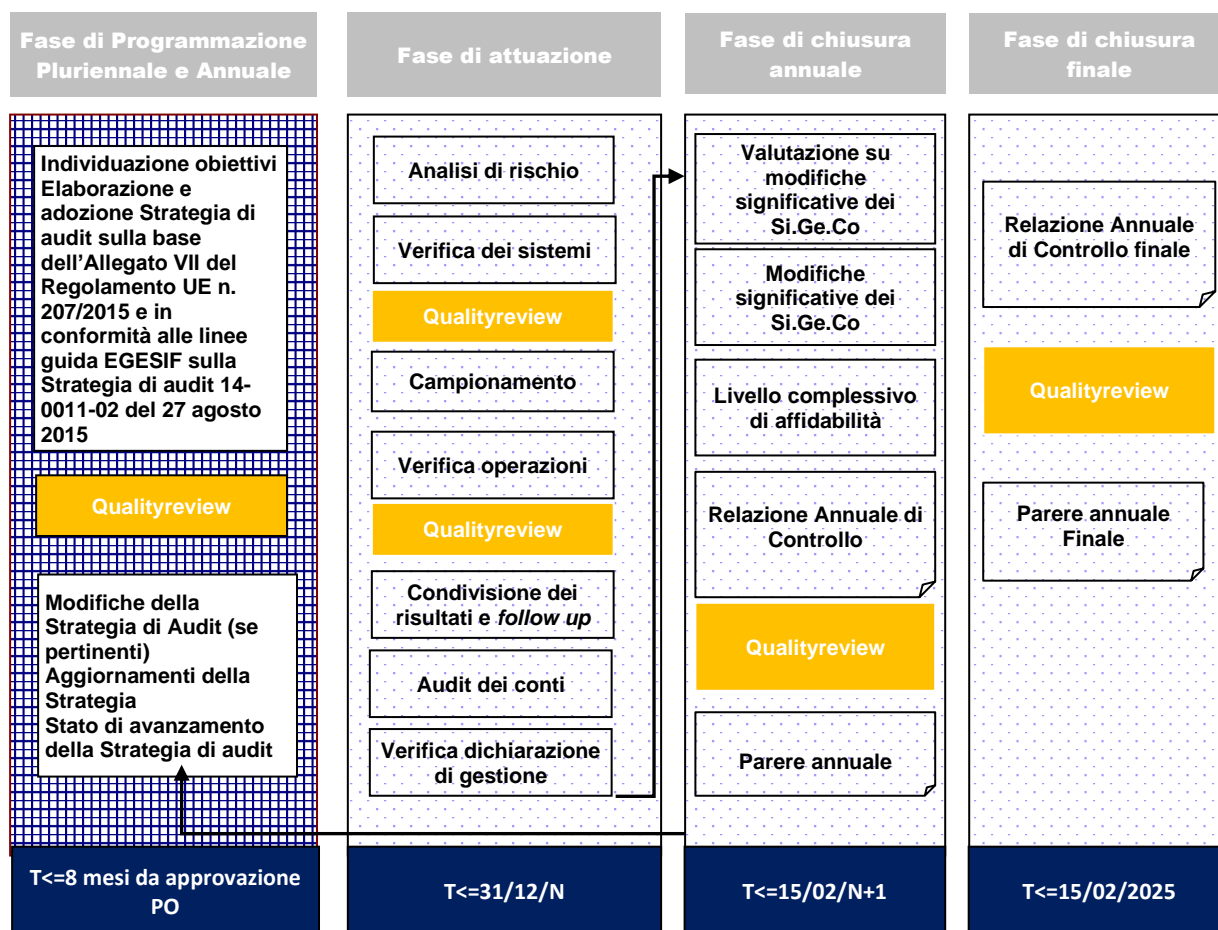 Fase di Programmazione
Pluriennale e Annuale
Individuazione obiettivi
Elaborazione e
adozione Strategia di
audit sulla base
dell'Allegato VII del
Regolamento UE n.
207/2015 e in
conformità alle linee
guida EGESIF sulla
Strategia di audit 14-
0011-02 del 27 agosto
2015
Qualityreview
Modifiche della
Strategia di Audit (se
pertinenti)
Aggiornamenti della
Strategia
Stato di avanzamento
della Strategia di audit
T<=8 mesi da approvazione
PO
Fase di attuazione
Analisi di rischio
Verifica dei sistemi
Qualityreview
Campionamento
Verifica operazioni
Qualityreview
Condivisione dei
risultati e follow up
Audit dei conti
Verifica dichiarazione
di gestione
T<=31/12/N
Fase di chiusura
annuale
Valutazione su
modifiche
significative dei
Si.Ge.Co
Modifiche
significative dei
Si.Ge.Co
Livello complessivo
di affidabilità
Relazione Annuale di
Controllo
Qualityreview
Parere annuale
T<=15/02/N+1
Fase di chiusura
finale
Relazione Annuale
di Controllo finale
Qualityreview
Parere annuale
Finale
T<=15/02/2025